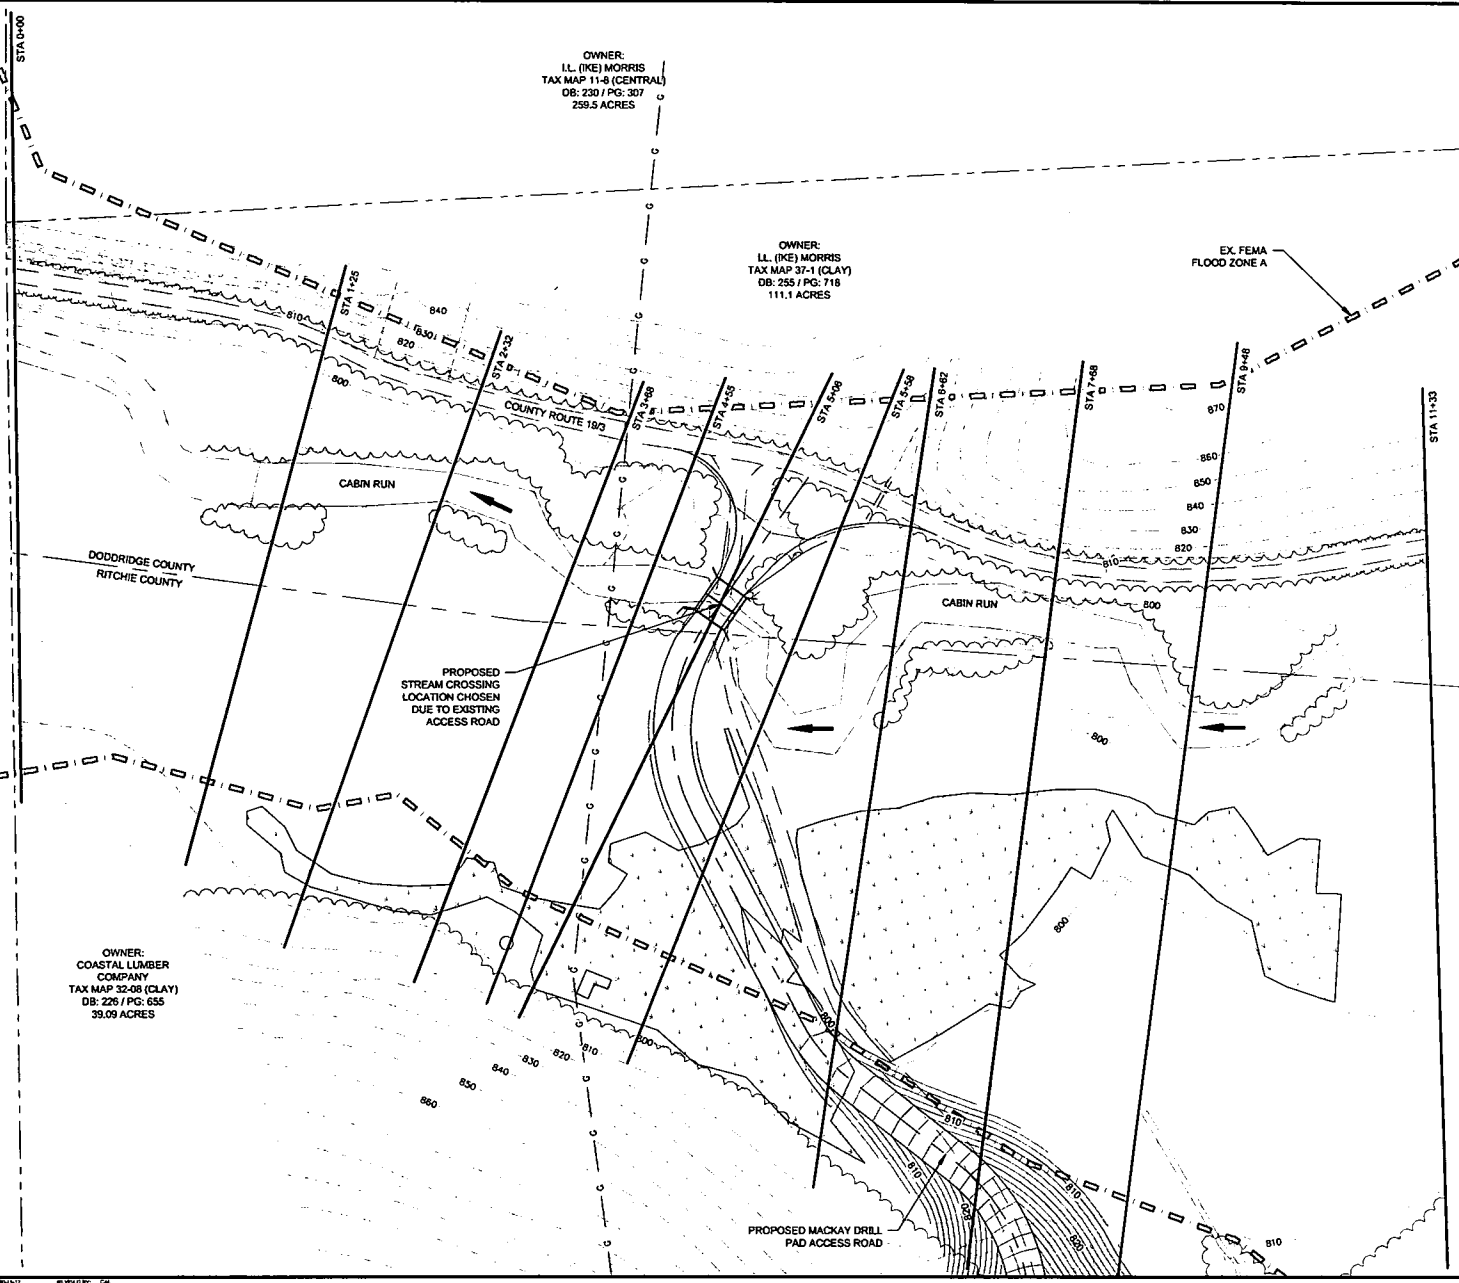 STA 0+00
OWNER:
I.L. (IKE) MORRIS
TAX MAP 11-8 (CENTRAL)
DB: 230 / PG: 307
259.5 ACRES
G
OWNER:
I.L. (IKE) MORRIS
TAX MAP 37-1 (CLAY)
DB: 255 / PG: 718
111.1 ACRES
EX. FEMA
FLOOD ZONE A
STA 1+25
STA 2+32
STA 3+68
STA 4+55
STA 5+08
STA 5+58
STA 6+62
STA 7+68
STA 9+48
STA 11+33
840
830
820
810
800
COUNTY ROUTE 19/3
870
860
850
840
830
820
810
800
CABIN RUN
CABIN RUN
DODDRIDGE COUNTY
RITCHIE COUNTY
PROPOSED
STREAM CROSSING
LOCATION CHOSEN
DUE TO EXISTING
ACCESS ROAD
800
800
OWNER:
COASTAL LUMBER
COMPANY
TAX MAP 32-08 (CLAY)
DB: 226 / PG: 655
39.09 ACRES
800
800
810
820
830
840
850
860
810
810
810
820
820
810
PROPOSED MACKAY DRILL
PAD ACCESS ROAD